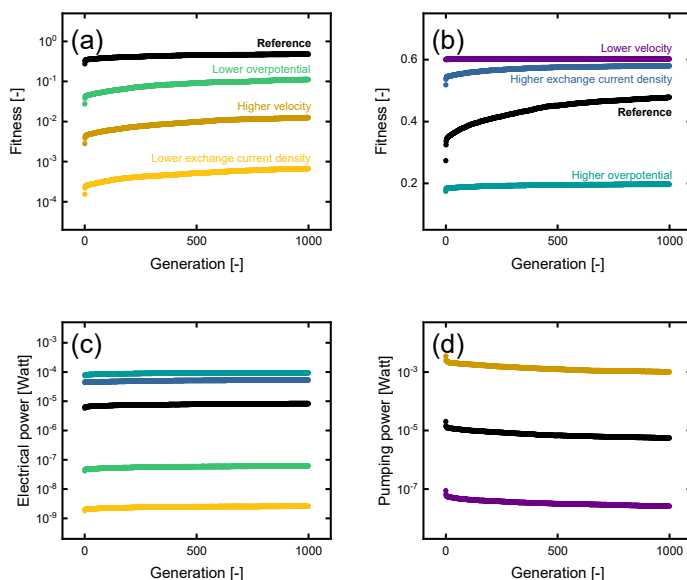 (a)
Fitness [-]
10⁰
10⁻¹
10⁻²
10⁻³
10⁻⁴
Reference
Lower overpotential
Higher velocity
Lower exchange current density
0
500
1000
Generation [-]
(b)
Fitness [-]
0.6
0.4
0.2
Lower velocity
Higher exchange current density
Reference
Higher overpotential
0
500
1000
Generation [-]
(c)
Electrical power [Watt]
10⁻³
10⁻⁴
10⁻⁵
10⁻⁶
10⁻⁷
10⁻⁸
10⁻⁹
0
500
1000
Generation [-]
(d)
Pumping power [Watt]
10⁻³
10⁻⁵
10⁻⁷
0
500
1000
Generation [-]